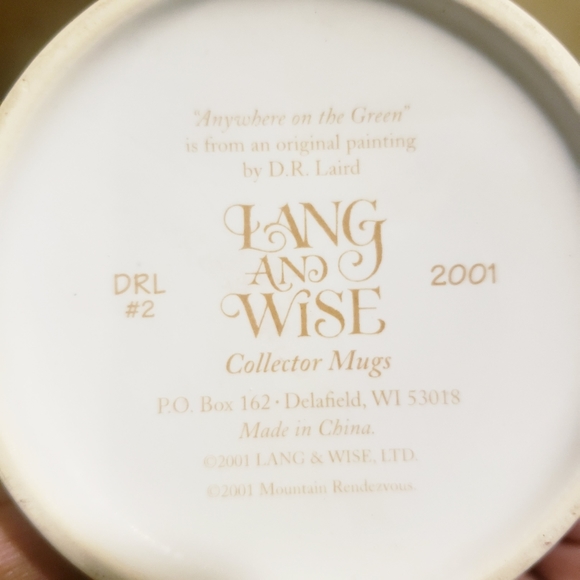 "Anywhere on the Green"
is from an original painting
by D.R. Laird
LANG
AND
WiSE
DRL
#2
2001
Collector Mugs
P.O. Box 162 · Delafield, WI 53018
Made in China.
©2001 LANG & WISE, LTD.
©2001 Mountain Rendezvous